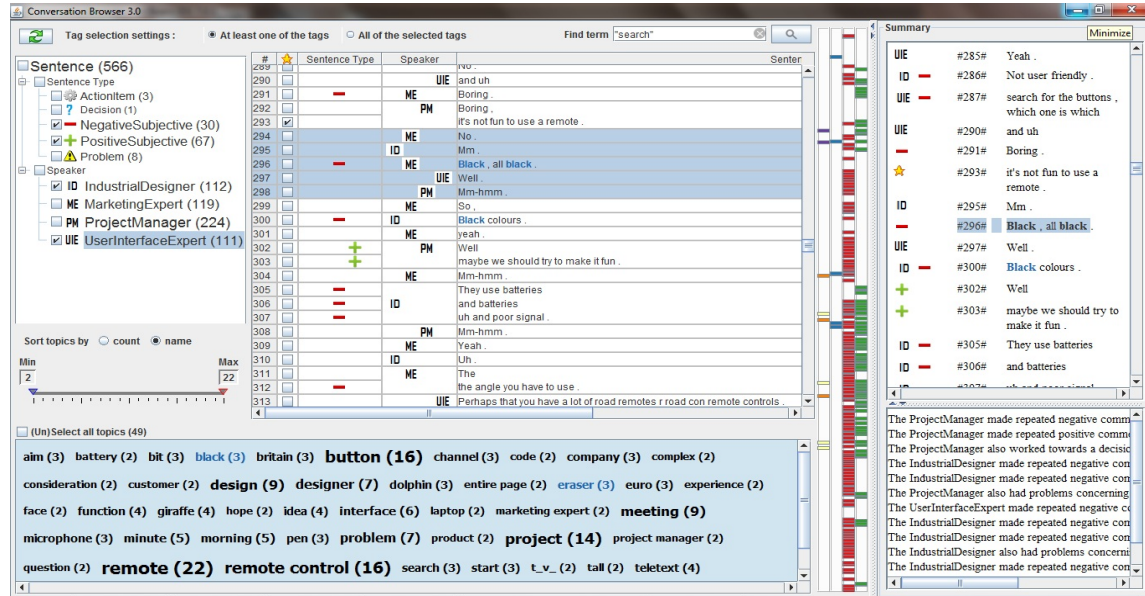 Conversation Browser 3.0
Tag selection settings : At least one of the tags All of the selected tags Find term "search"
Sentence (566)
Sentence Type
ActionItem (3)
? Decision (1)
NegativeSubjective (30)
PositiveSubjective (67)
Problem (8)
Speaker
ID IndustrialDesigner (112)
ME MarketingExpert (119)
PM ProjectManager (224)
UIE UserInterfaceExpert (111)
Sort topics by count name
Min Max
2 22
# Sentence Type Speaker Senter
289 No .
290 UIE and uh
291 ME Boring .
292 PM Boring ,
293 it's not fun to use a remote .
294 ME No .
295 ID Mm .
296 ME Black , all black .
297 UIE Well .
298 PM Mm-hmm .
299 ME So ,
300 ID Black colours .
301 ME yeah .
302 PM Well
303 maybe we should try to make it fun .
304 ME Mm-hmm .
305 They use batteries
306 ID and batteries
307 uh and poor signal .
308 PM Mm-hmm .
309 ME Yeah .
310 ID Uh .
311 ME The
312 the angle you have to use .
313 UIE Perhaps that you have a lot of road remotes r road con remote controls .
(Un)Select all topics (49)
aim (3) battery (2) bit (3) black (3) britain (3) button (16) channel (3) code (2) company (3) complex (2)
consideration (2) customer (2) design (9) designer (7) dolphin (3) entire page (2) eraser (3) euro (3) experience (2)
face (2) function (4) giraffe (4) hope (2) idea (4) interface (6) laptop (2) marketing expert (2) meeting (9)
microphone (3) minute (5) morning (5) pen (3) problem (7) product (2) project (14) project manager (2)
question (2) remote (22) remote control (16) search (3) start (3) t_v_ (2) tall (2) teletext (4)
Summary
Minimize
UIE #285# Yeah .
ID #286# Not user friendly .
UIE #287# search for the buttons ,
which one is which
UIE #290# and uh
#291# Boring .
#293# it's not fun to use a
remote .
ID #295# Mm .
#296# Black , all black .
UIE #297# Well .
ID #300# Black colours .
#302# Well
#303# maybe we should try to
make it fun .
ID #305# They use batteries
ID #306# and batteries
ID #307# uh and poor signal
The ProjectManager made repeated negative comm
The ProjectManager made repeated positive comme
The ProjectManager also worked towards a decisic
The IndustrialDesigner made repeated negative con
The IndustrialDesigner made repeated negative con
The ProjectManager also had problems concerning
The UserInterfaceExpert made repeated negative cc
The IndustrialDesigner made repeated negative con
The IndustrialDesigner made repeated negative con
The IndustrialDesigner also had problems concerni
The IndustrialDesigner made repeated negative con